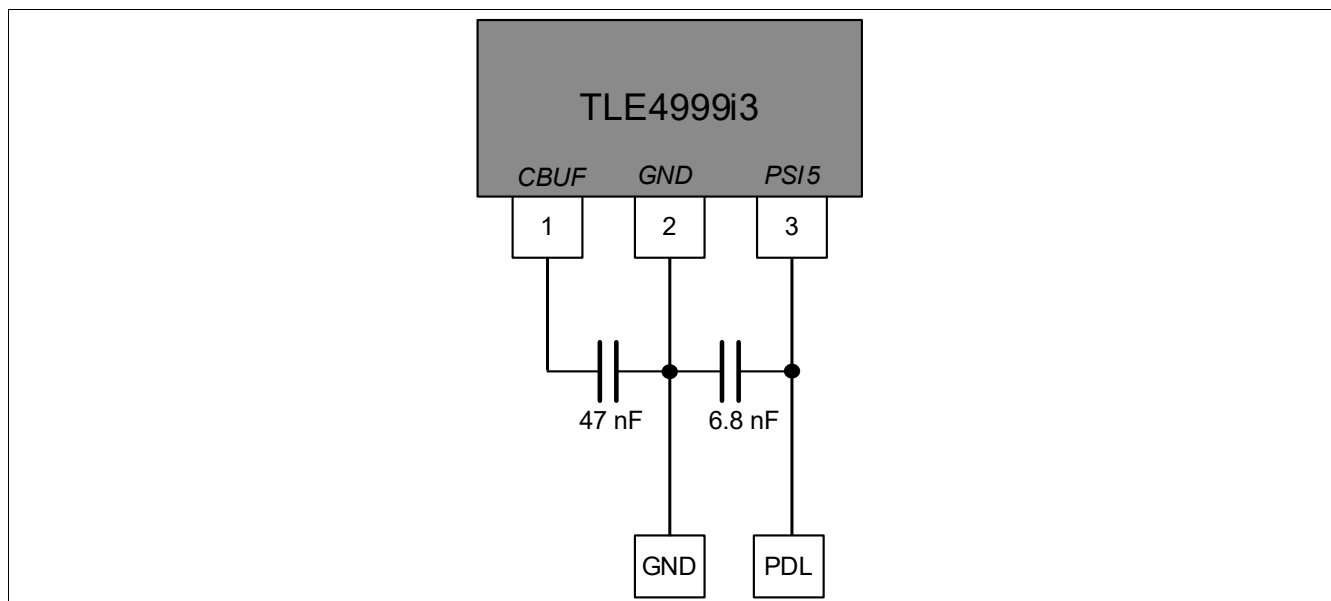 TLE4999i3
CBUF GND PSI5
1 2 3
47 nF 6.8 nF
GND PDL